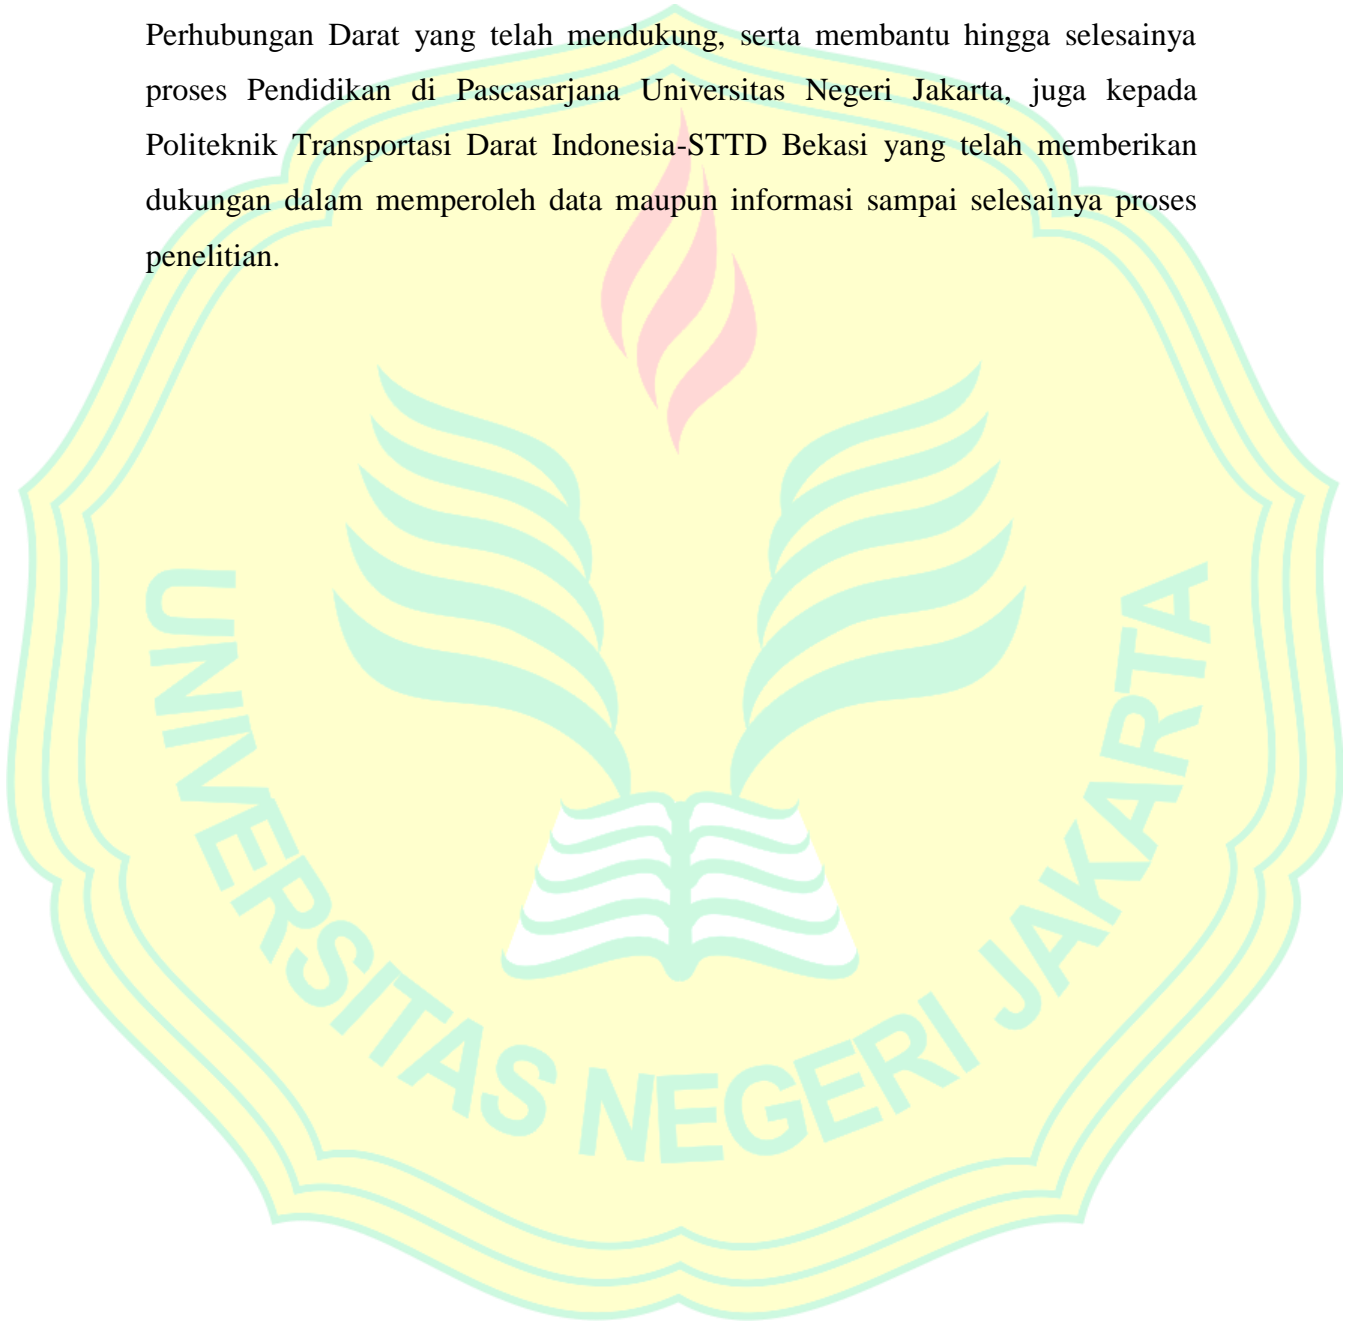 Perhubungan Darat yang telah mendukung, serta membantu hingga selesainya
proses Pendidikan di Pascasarjana Universitas Negeri Jakarta, juga kepada
Politeknik Transportasi Darat Indonesia-STTD Bekasi yang telah memberikan
dukungan dalam memperoleh data maupun informasi sampai selesainya proses
penelitian.
UNIVERSITAS NEGERI JAKARTA